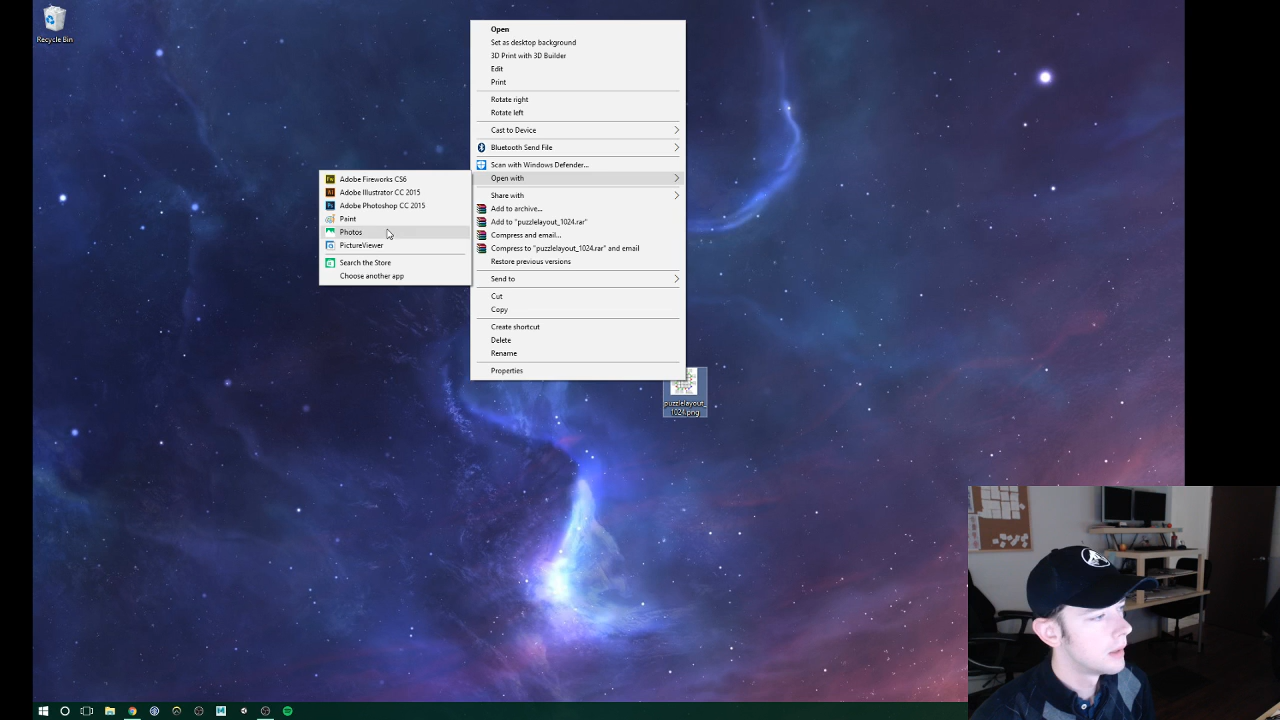 Recycle Bin
Open
Set as desktop background
3D Print with 3D Builder
Edit
Print
Rotate right
Rotate left
Cast to Device
Bluetooth Send File
Scan with Windows Defender...
Open with
Share with
Add to archive...
Add to "puzzlelayout_1024.rar"
Compress and email...
Compress to "puzzlelayout_1024.rar" and email
Restore previous versions
Send to
Cut
Copy
Create shortcut
Delete
Rename
Properties
Adobe Fireworks CS6
Adobe Illustrator CC 2015
Adobe Photoshop CC 2015
Paint
Photos
PictureViewer
Search the Store
Choose another app
puzzlelayout_
1024.png